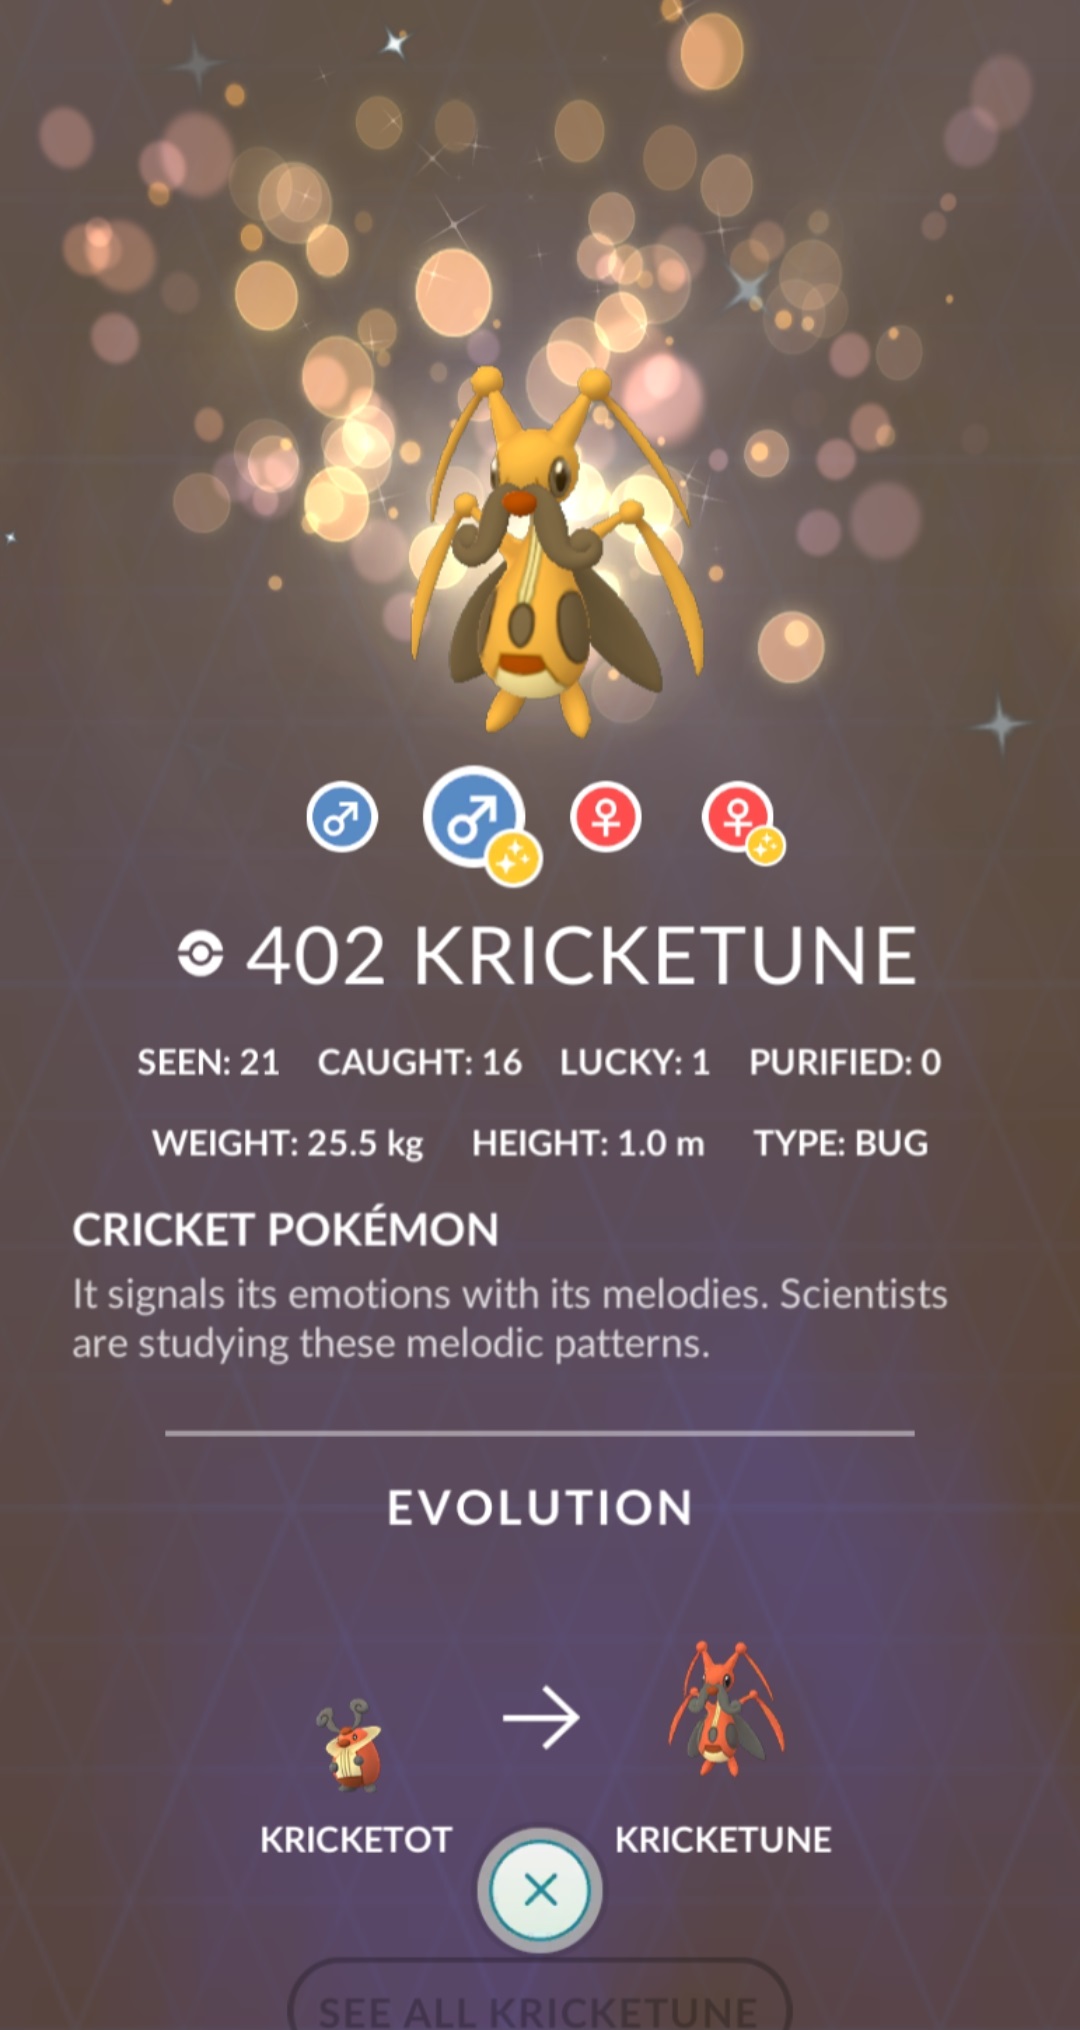 402 KRICKETUNE
SEEN: 21 CAUGHT: 16 LUCKY: 1 PURIFIED: 0
WEIGHT: 25.5 kg HEIGHT: 1.0 m TYPE: BUG
CRICKET POKÉMON
It signals its emotions with its melodies. Scientists
are studying these melodic patterns.
EVOLUTION
KRICKETOT KRICKETUNE
SEE ALL KRICKETUNE